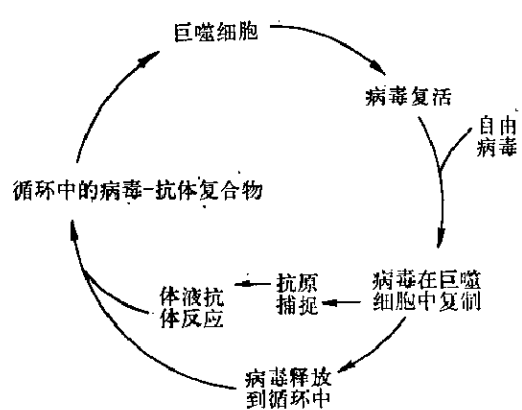 巨噬细胞
病毒复活
自由
病毒
循环中的病毒-抗体复合物
病毒在巨噬
细胞中复制
抗原
捕捉
体液抗
体反应
病毒释放
到循环中